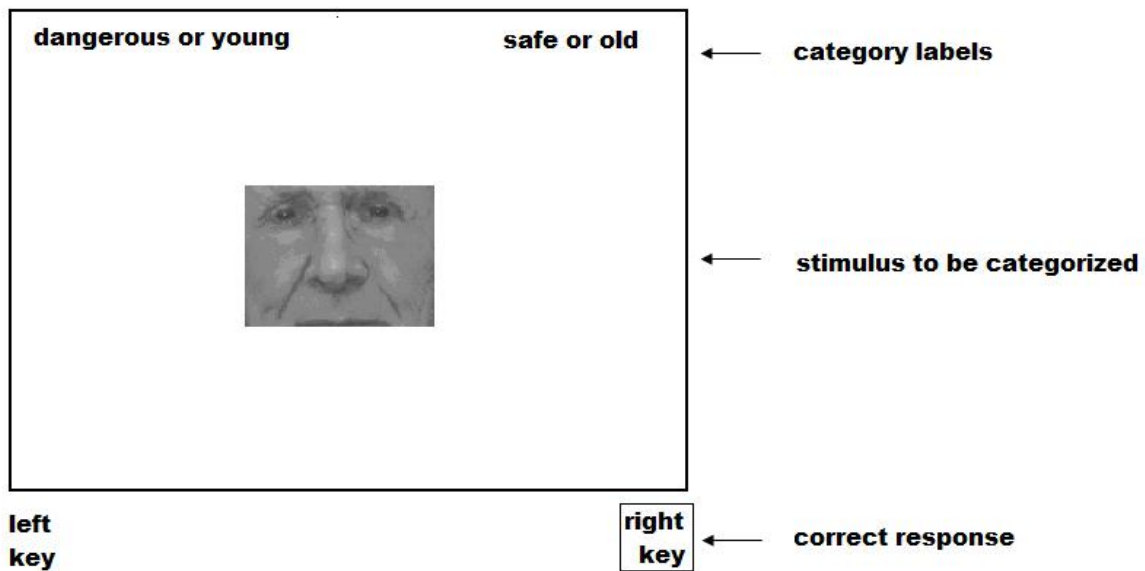 dangerous or young safe or old category labels
stimulus to be categorized
left
key
right
key
correct response